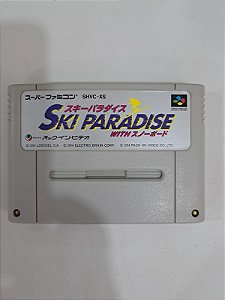 スーパーファミコン SHVC-XS
スキーパラダイス
SKI PARADISE
WITH スノーボード
パック・イン・ビデオ
© 1994 ELECTRO BRAIN CORP.
© 1994 PACK-IN-VIDEO CO.,LTD.